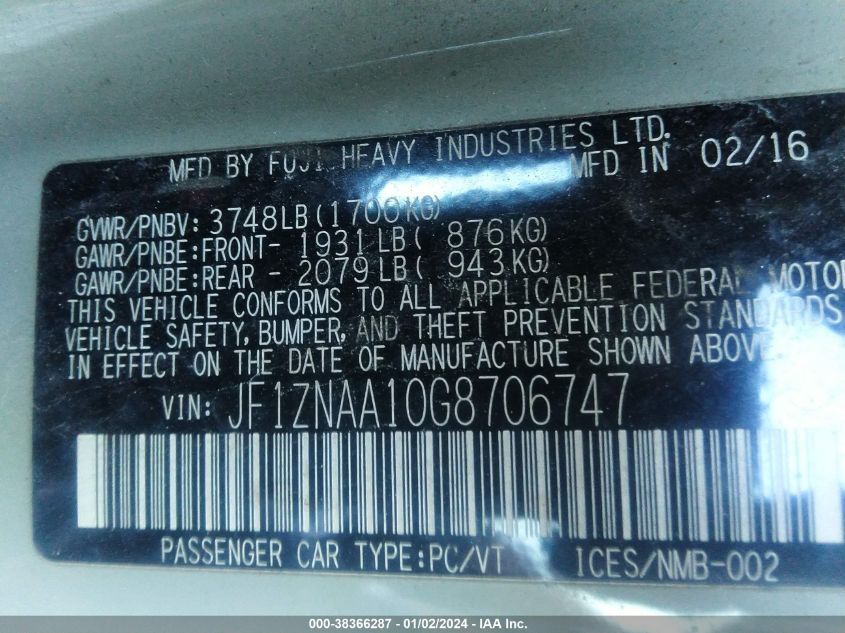 MFD BY FUJI HEAVY INDUSTRIES LTD.
MFD IN 02/16
GVWR/PNBV: 3748LB(1700KG)
GAWR/PNBE:FRONT- 1931LB( 876KG)
GAWR/PNBE:REAR - 2079LB( 943KG)
THIS VEHICLE CONFORMS TO ALL APPLICABLE FEDERAL MOTOR
VEHICLE SAFETY, BUMPER, AND THEFT PREVENTION STANDARDS
IN EFFECT ON THE DATE OF MANUFACTURE SHOWN ABOVE.
VIN: JF1ZNAA10G8706747
PASSENGER CAR TYPE:PC/VT ICES/NMB-002
000-38366287 - 01/02/2024 - IAA Inc.